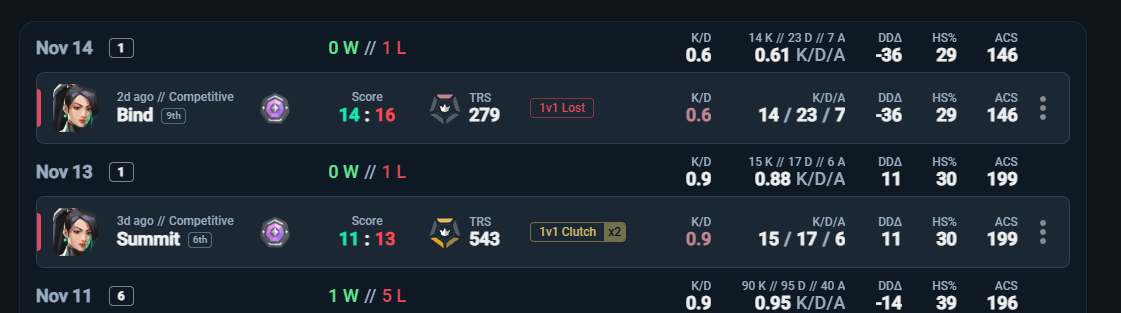 Nov 14 1 0 W // 1 L K/D 0.6 14 K // 23 D // 7 A 0.61 K/D/A DDΔ -36 HS% 29 ACS 146
2d ago // Competitive
Bind 9th
Score
14 : 16
TRS
279
1v1 Lost
K/D
0.6
K/D/A
14 / 23 / 7
DDΔ
-36
HS%
29
ACS
146
Nov 13 1 0 W // 1 L K/D 0.9 15 K // 17 D // 6 A 0.88 K/D/A DDΔ 11 HS% 30 ACS 199
3d ago // Competitive
Summit 6th
Score
11 : 13
TRS
543
1v1 Clutch x2
K/D
0.9
K/D/A
15 / 17 / 6
DDΔ
11
HS%
30
ACS
199
Nov 11 6 1 W // 5 L K/D 0.9 90 K // 95 D // 40 A 0.95 K/D/A DDΔ -14 HS% 39 ACS 196